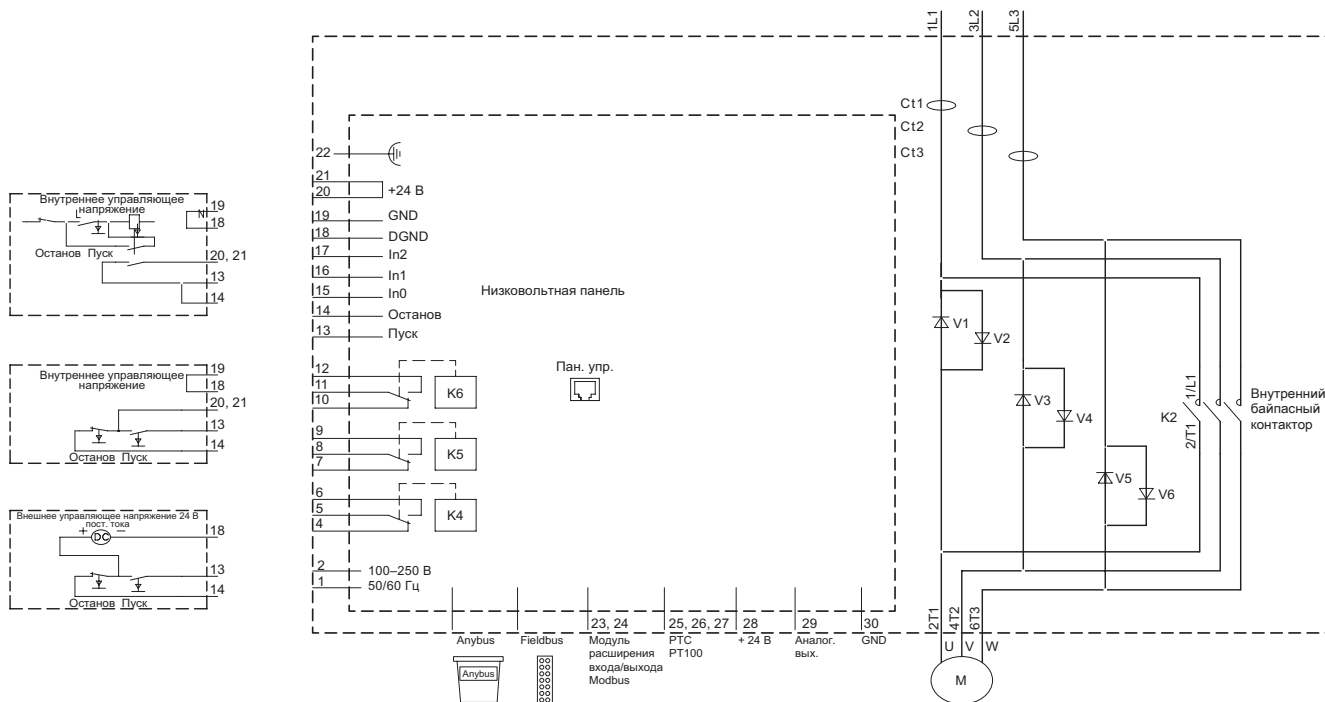 1L1
3L2
5L3
Ct1
Ct2
Ct3
Внутреннее управляющее
напряжение
L
N
19
18
Останов Пуск
20, 21
13
14
Внутреннее управляющее
напряжение
19
18
20, 21
13
14
Останов Пуск
Внешнее управляющее напряжение 24 В
пост. тока
+ DC −
18
13
14
Останов Пуск
22
21
20
+24 В
19 GND
18 DGND
17 In2
16 In1
15 In0
14 Останов
13 Пуск
Низковольтная панель
Пан. упр.
12
11
10
K6
9
8
7
K5
6
5
4
K4
2 100–250 В
1 50/60 Гц
Anybus
Anybus
Fieldbus
23, 24
Модуль
расширения
входа/выхода
Modbus
25, 26, 27
PTC
PT100
28
+ 24 В
29
Аналог.
вых.
30
GND
V1
V2
V3
V4
V5
V6
K2
1/L1
2/T1
Внутренний
байпасный
контактор
2T1
4T2
6T3
U
V
W
M